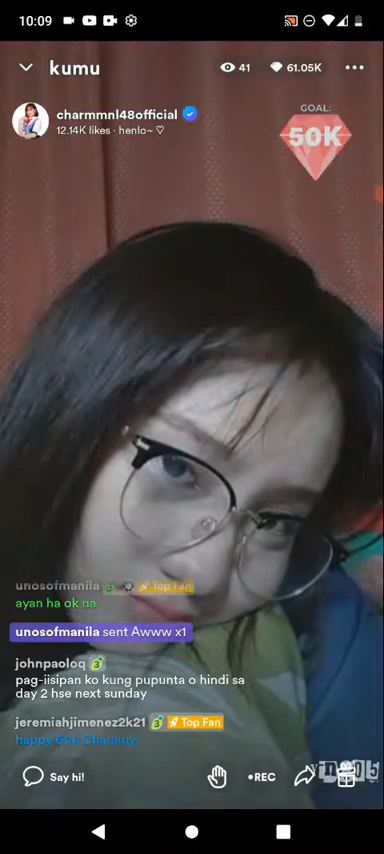 10:09
kumu
41
61.05K
charmmnl48official
12.14K likes · henlo~ ♡
GOAL:
50K
unosofmanila Top Fan
ayan ha ok na
unosofmanila sent Awww x1
johnpaoloq
pag-iisipan ko kung pupunta o hindi sa
day 2 hse next sunday
jeremiahjimenez2k21 Top Fan
happy 60k Charmy!
Say hi!
•REC